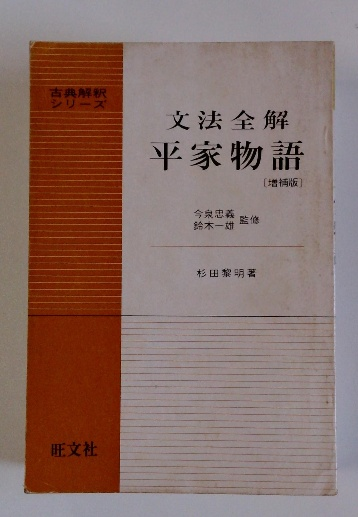 古典解釈
シリーズ
文法全解
平家物語
〔増補版〕
今泉忠義
鈴木一雄
監修
杉田黎明著
旺文社